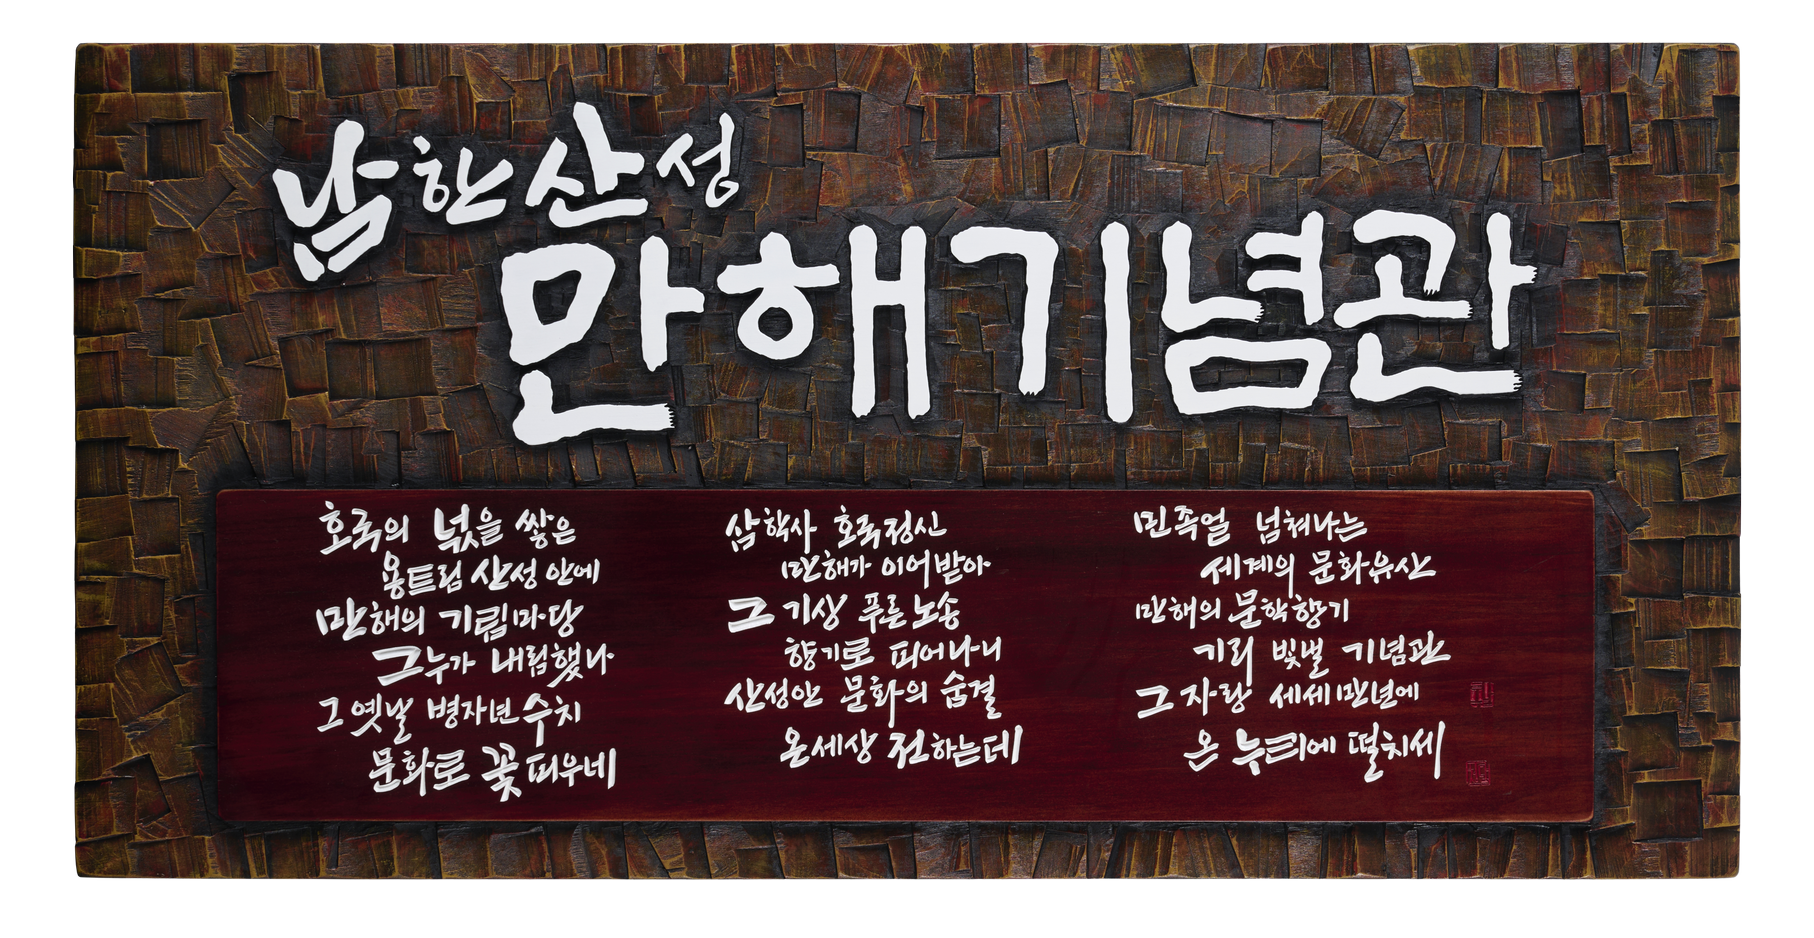 남한산성
만해기념관
호국의 넋을 쌓은
용트림 산성 안에
만해의 기림마당
그누가 내림했나
그옛날 병자년 수치
문화로 꽃피우네
삼학사 호국정신
만해가 이어받아
그 기상 푸른 노송
향기로 피어나니
산성안 문화의 숨결
온세상 전하는데
민족얼 넘쳐나는
세계의 문화유산
만해의 문학향기
기리 빛낼 기념관
그 자랑 세세만년에
온 누리에 떨치세